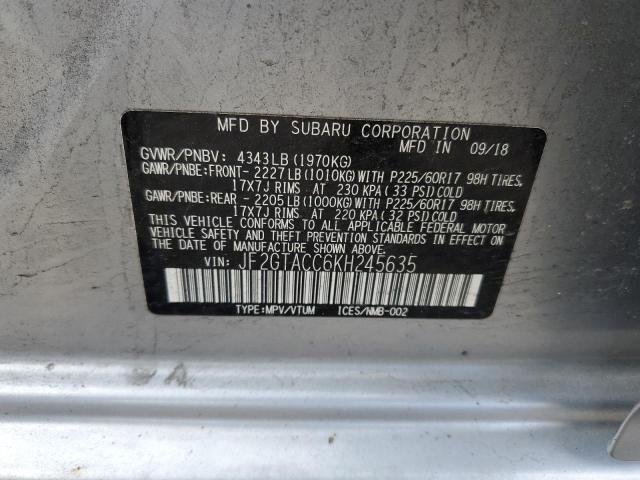 MFD BY SUBARU CORPORATION
MFD. IN 09/18
GVWR/PNBV: 4343LB(1970KG)
GAWR/PNBE:FRONT- 2227LB(1010KG)WITH P225/60R17 98H TIRES,
17X7J RIMS AT 230 KPA(33 PSI)COLD
GAWR/PNBE:REAR - 2205LB(1000KG)WITH P225/60R17 98H TIRES,
17X7J RIMS AT 220 KPA(32 PSI)COLD
THIS VEHICLE CONFORMS TO ALL APPLICABLE FEDERAL MOTOR
VEHICLE SAFETY AND THEFT PREVENTION STANDARDS IN EFFECT ON
THE DATE OF MANUFACTURE SHOWN ABOVE.
VIN: JF2GTACC6KH245635
TYPE:MPV/VTUM ICES/NMB-002